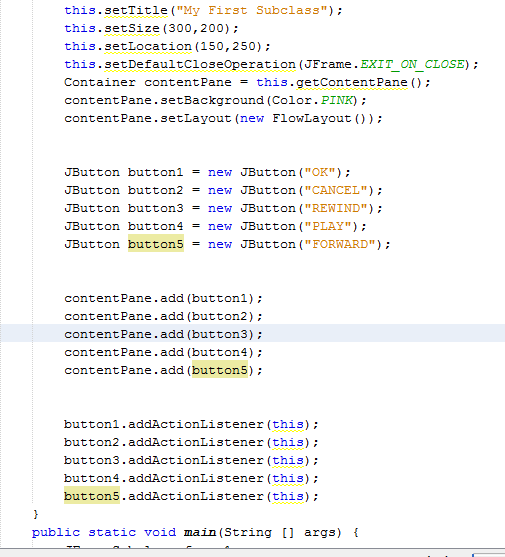 this.setTitle("My First Subclass");
this.setSize(300,200);
this.setLocation(150,250);
this.setDefaultCloseOperation(JFrame.EXIT_ON_CLOSE);
Container contentPane = this.getContentPane();
contentPane.setBackground(Color.PINK);
contentPane.setLayout(new FlowLayout());
JButton button1 = new JButton("OK");
JButton button2 = new JButton("CANCEL");
JButton button3 = new JButton("REWIND");
JButton button4 = new JButton("PLAY");
JButton button5 = new JButton("FORWARD");
contentPane.add(button1);
contentPane.add(button2);
contentPane.add(button3);
contentPane.add(button4);
contentPane.add(button5);
button1.addActionListener(this);
button2.addActionListener(this);
button3.addActionListener(this);
button4.addActionListener(this);
button5.addActionListener(this);
}
public static void main(String [] args) {